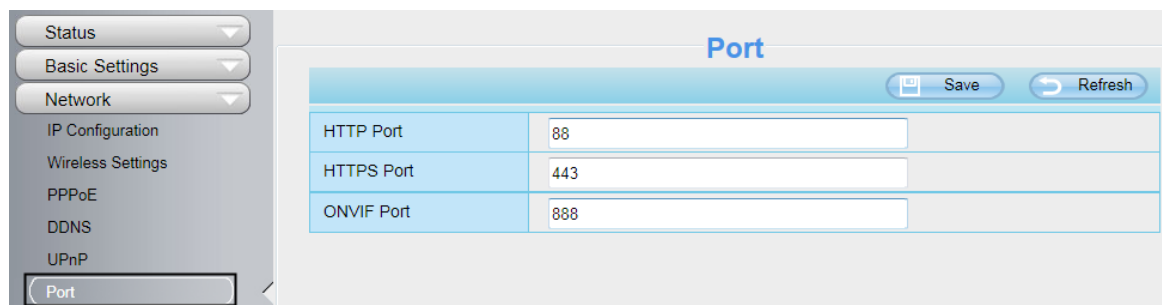 Status
Basic Settings
Network
IP Configuration
Wireless Settings
PPPoE
DDNS
UPnP
Port
Port
Save Refresh
HTTP Port 88
HTTPS Port 443
ONVIF Port 888